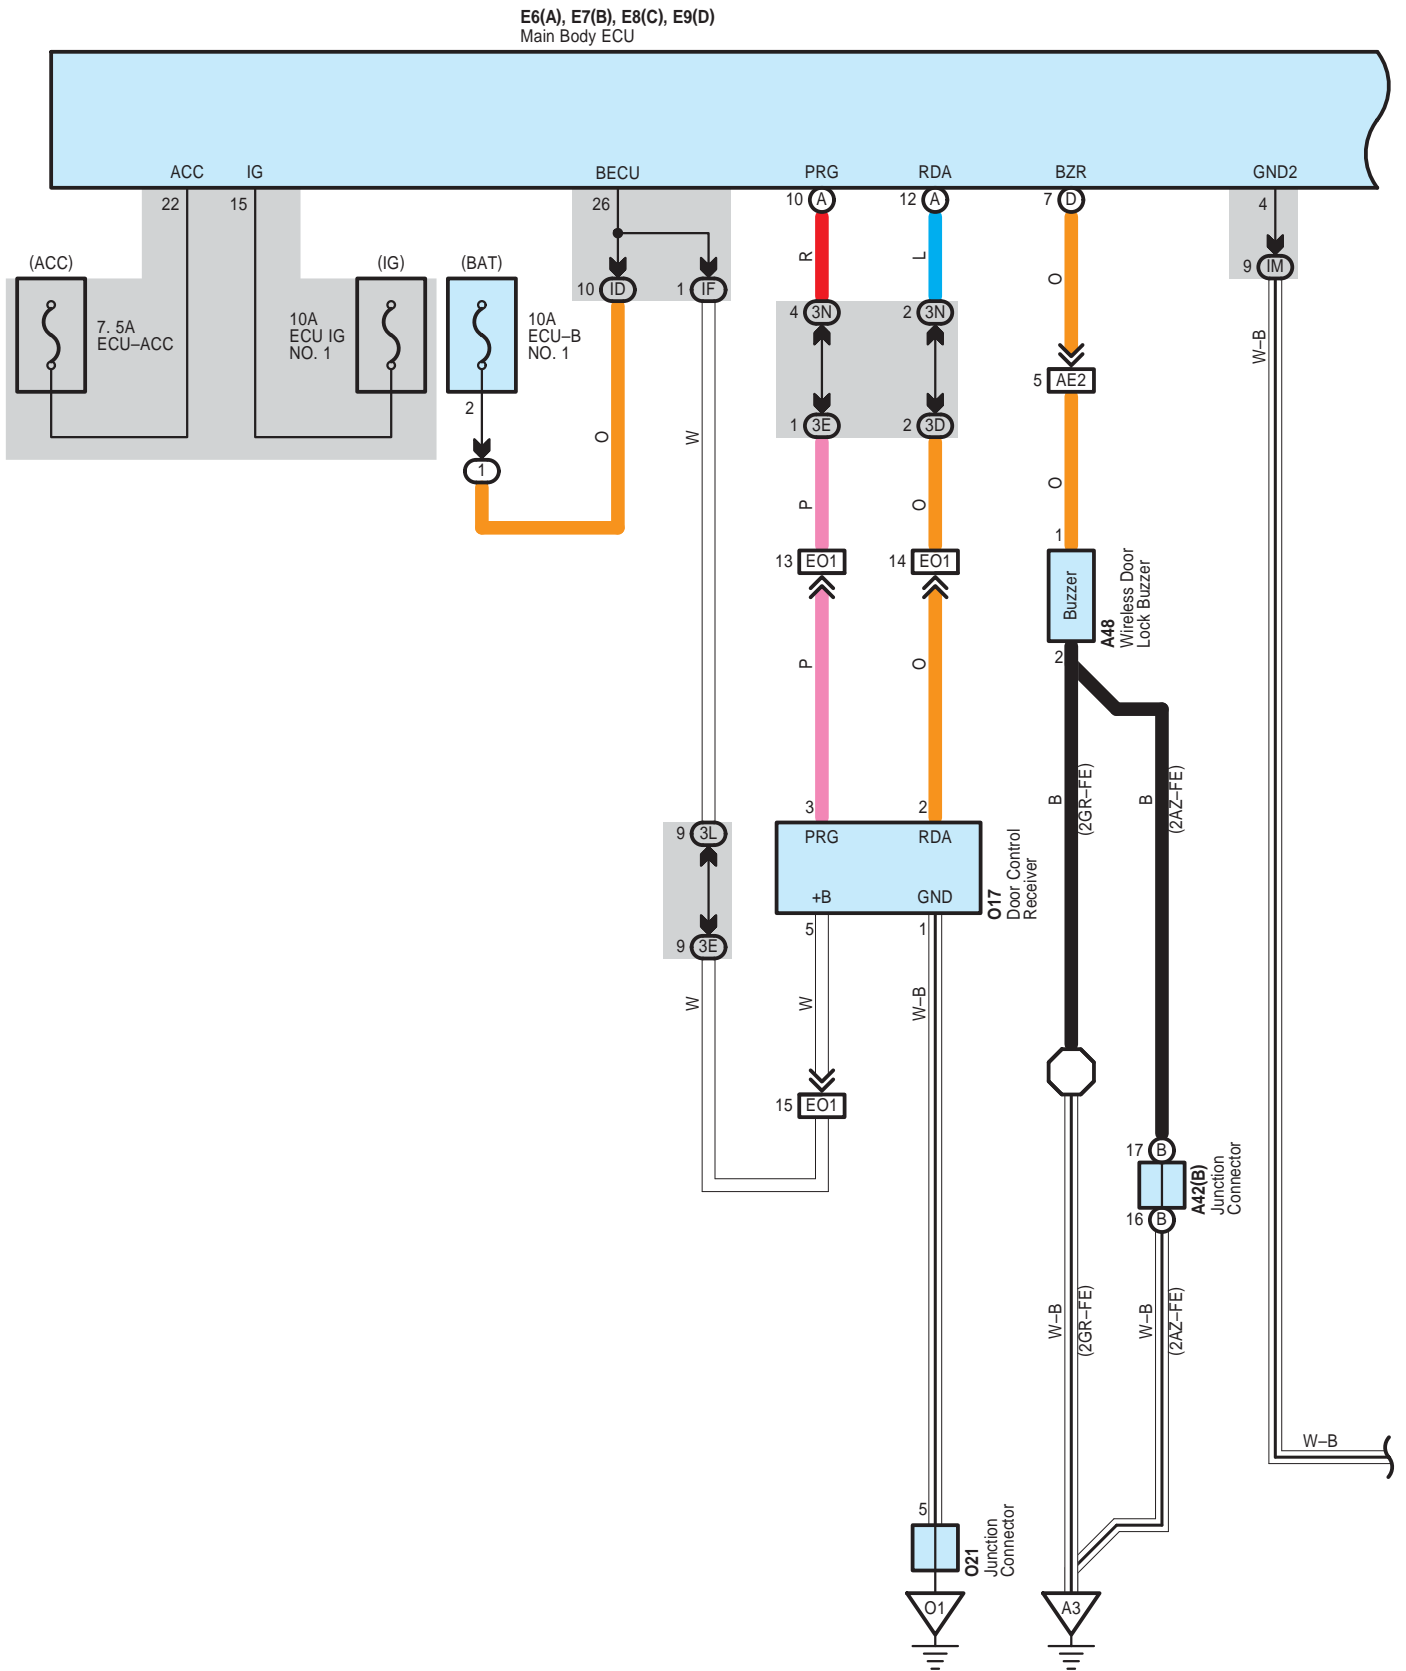 E6(A), E7(B), E8(C), E9(D)
Main Body ECU
ACC
IG
BECU
PRG
RDA
BZR
GND2
22
15
26
10
A
12
A
7
D
4
(ACC)
(IG)
(BAT)
R
L
O
10
ID
1
IF
9
IM
7. 5A
ECU–ACC
10A
ECU IG
NO. 1
10A
ECU–B
NO. 1
4
3N
2
3N
W–B
5
AE2
2
1
O
W
1
3E
2
3D
P
O
O
13
EO1
14
EO1
1
Buzzer
A48
Wireless Door
Lock Buzzer
2
P
O
B
(2GR–FE)
B
(2AZ–FE)
3
2
9
3L
PRG
RDA
+B
GND
O17
Door Control
Receiver
9
3E
5
1
W
W
W–B
15
EO1
17
B
A42(B)
Junction
Connector
16
B
W–B
(2GR–FE)
W–B
(2AZ–FE)
W–B
5
O21
Junction
Connector
O1
A3